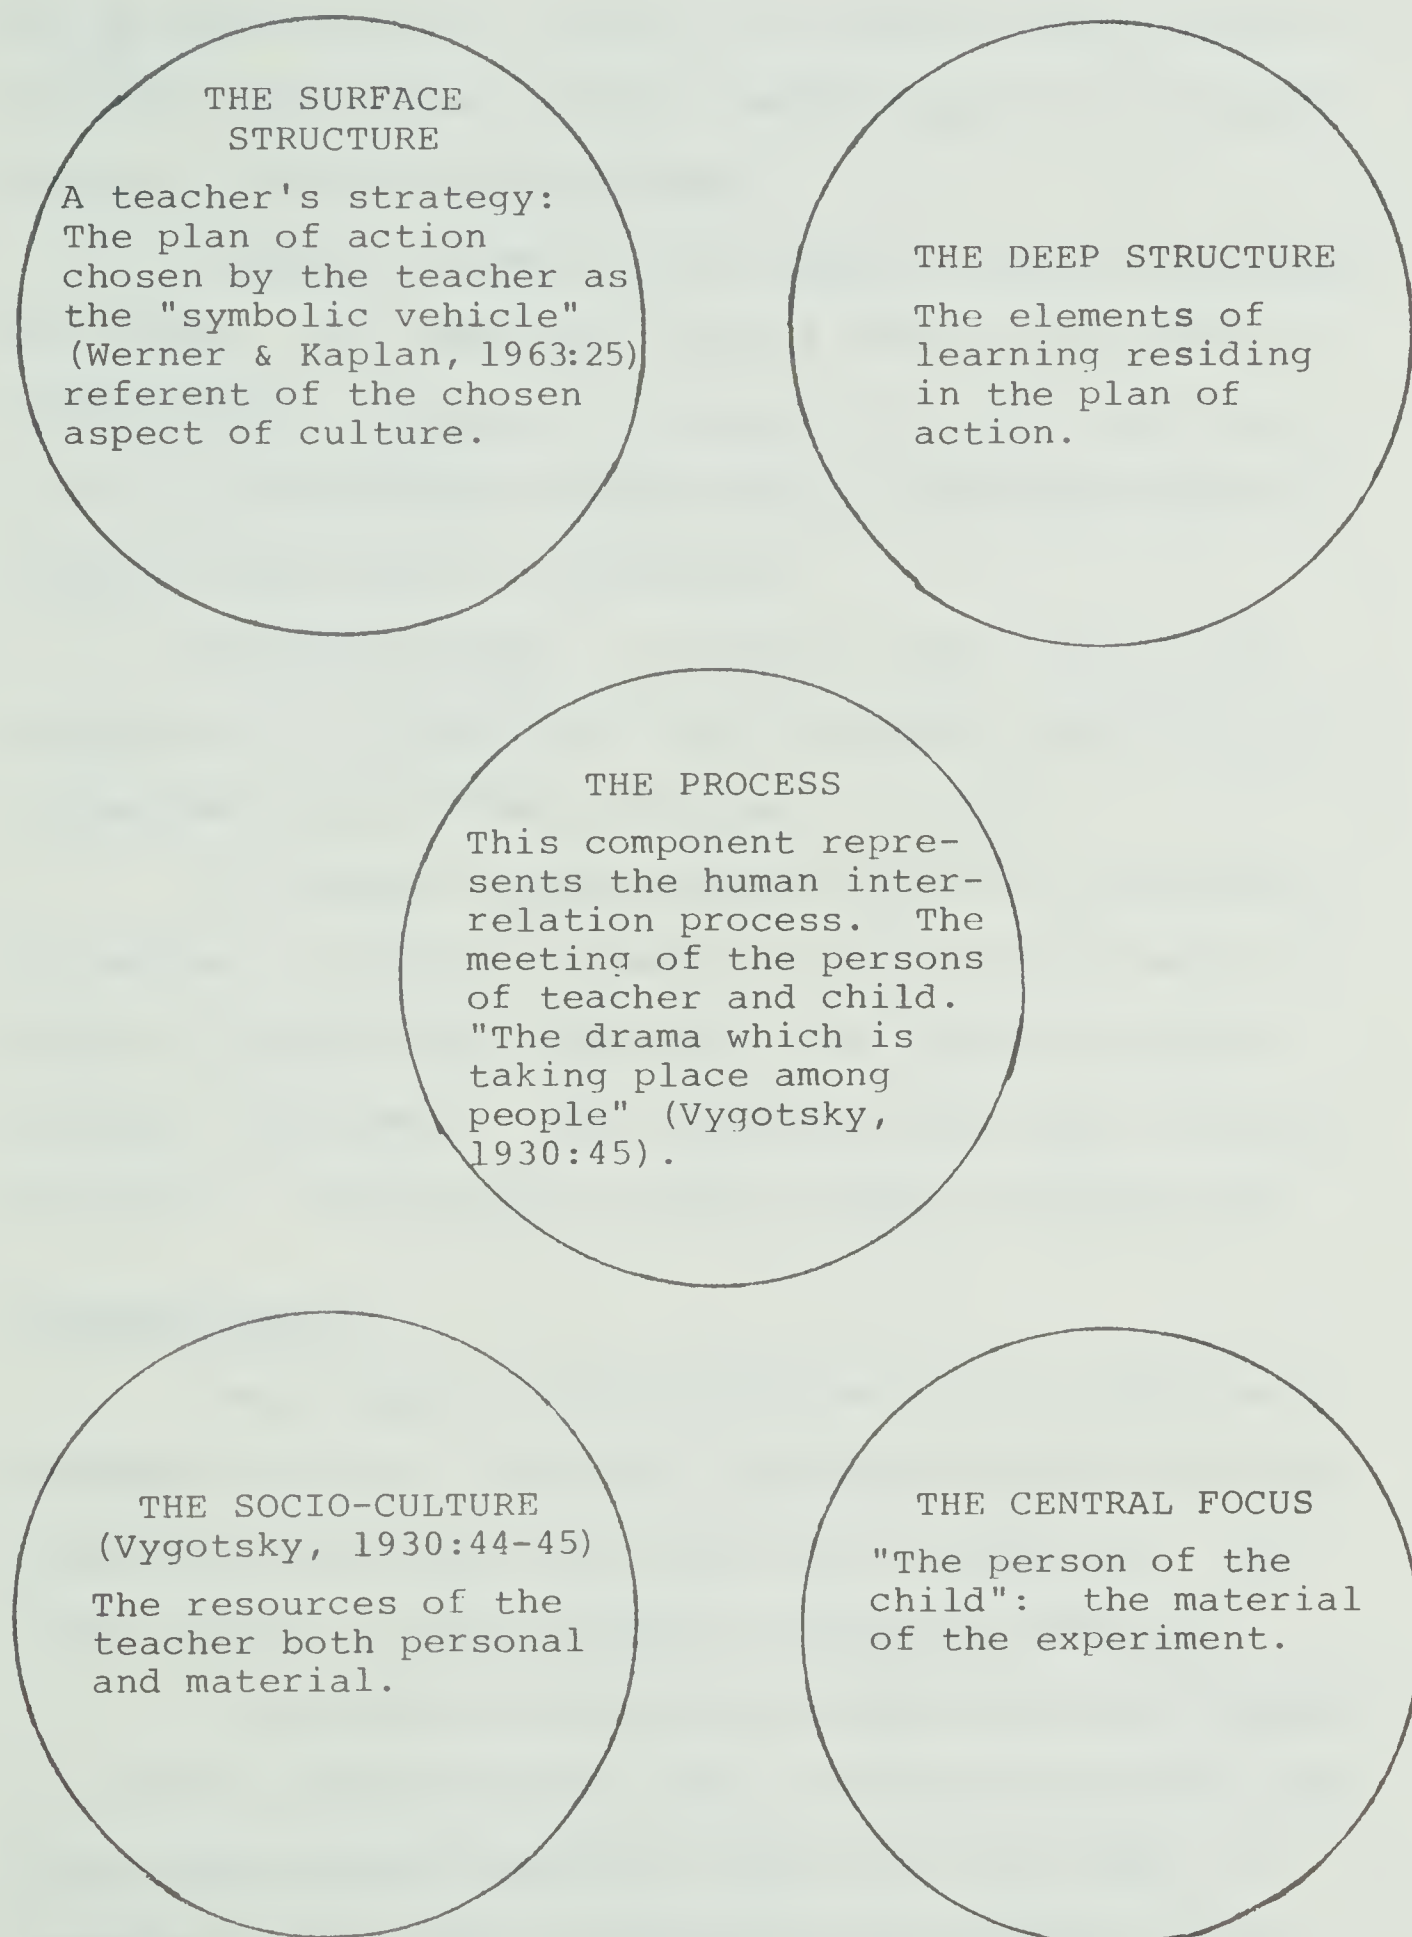 THE SURFACE
STRUCTURE
A teacher's strategy:
The plan of action
chosen by the teacher as
the "symbolic vehicle"
(Werner & Kaplan, 1963:25)
referent of the chosen
aspect of culture.
THE DEEP STRUCTURE
The elements of
learning residing
in the plan of
action.
THE PROCESS
This component repre-
sents the human inter-
relation process.  The
meeting of the persons
of teacher and child.
"The drama which is
taking place among
people" (Vygotsky,
1930:45).
THE SOCIO-CULTURE
(Vygotsky, 1930:44-45)
The resources of the
teacher both personal
and material.
THE CENTRAL FOCUS
"The person of the
child":  the material
of the experiment.